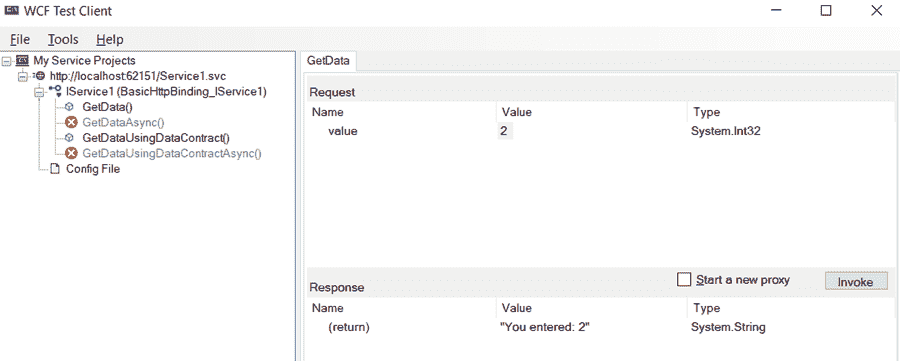 WCF Test Client
File Tools Help
My Service Projects
http://localhost:62151/Service1.svc
IService1 (BasicHttpBinding_IService1)
GetData()
GetDataAsync()
GetDataUsingDataContract()
GetDataUsingDataContractAsync()
Config File
GetData
Request
Name Value Type
value 2 System.Int32
Start a new proxy Invoke
Response
Name Value Type
(return) "You entered: 2" System.String